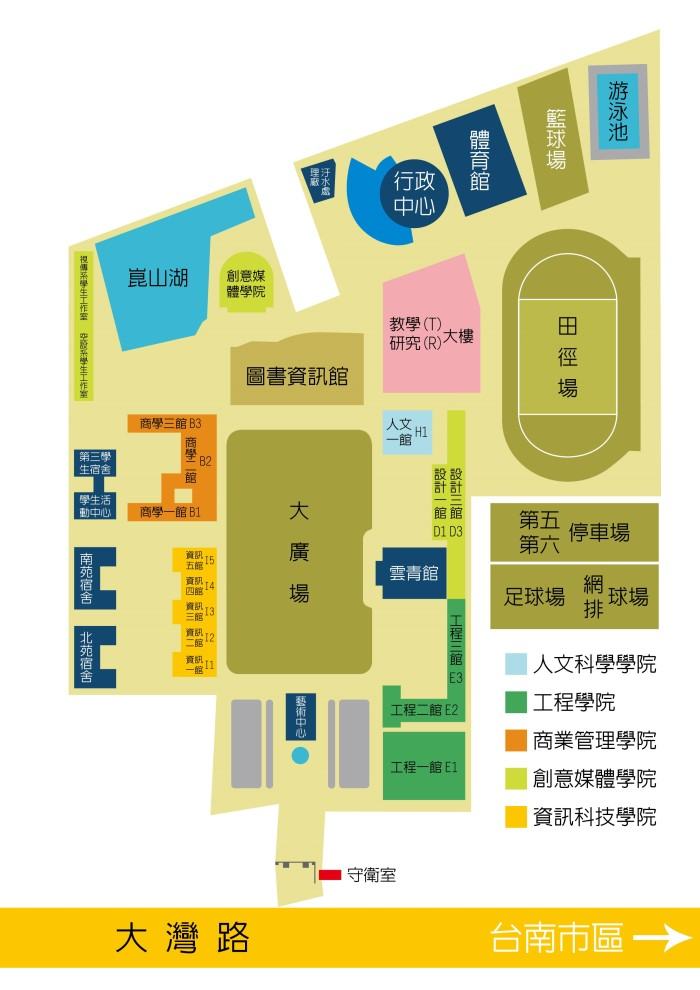 游泳池
籃球場
體育館
行政
中心
汙水處
理廠
崑山湖
創意媒
體學院
視傳系學生工作室
空設系學生工作室
教學(T)
研究(R)
大樓
田徑場
圖書資訊館
商學三館 B3
商學二館 B2
商學一館 B1
人文
一館 H1
第三學
生宿舍
學生活
動中心
設計一館 D1
設計三館 D3
大廣場
第五
第六
停車場
足球場
網
排
球場
雲青館
南苑宿舍
北苑宿舍
資訊
五館 I5
資訊
四館 I4
資訊
三館 I3
資訊
二館 I2
資訊
一館 I1
工程三館 E3
工程二館 E2
工程一館 E1
藝術中心
人文科學學院
工程學院
商業管理學院
創意媒體學院
資訊科技學院
守衛室
大灣路
台南市區